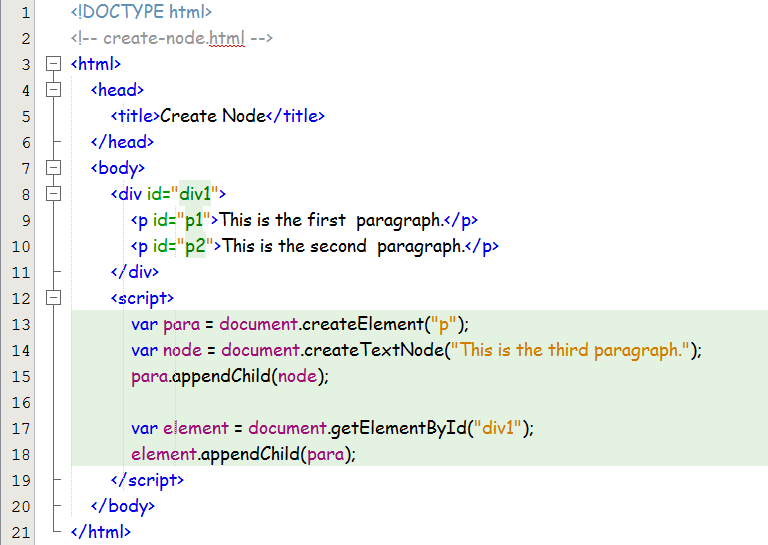 1 <!DOCTYPE html>
2 <!-- create-node.html -->
3 <html>
4 <head>
5 <title>Create Node</title>
6 </head>
7 <body>
8 <div id="div1">
9 <p id="p1">This is the first  paragraph.</p>
10 <p id="p2">This is the second  paragraph.</p>
11 </div>
12 <script>
13 var para = document.createElement("p");
14 var node = document.createTextNode("This is the third paragraph.");
15 para.appendChild(node);
16
17 var element = document.getElementById("div1");
18 element.appendChild(para);
19 </script>
20 </body>
21 </html>